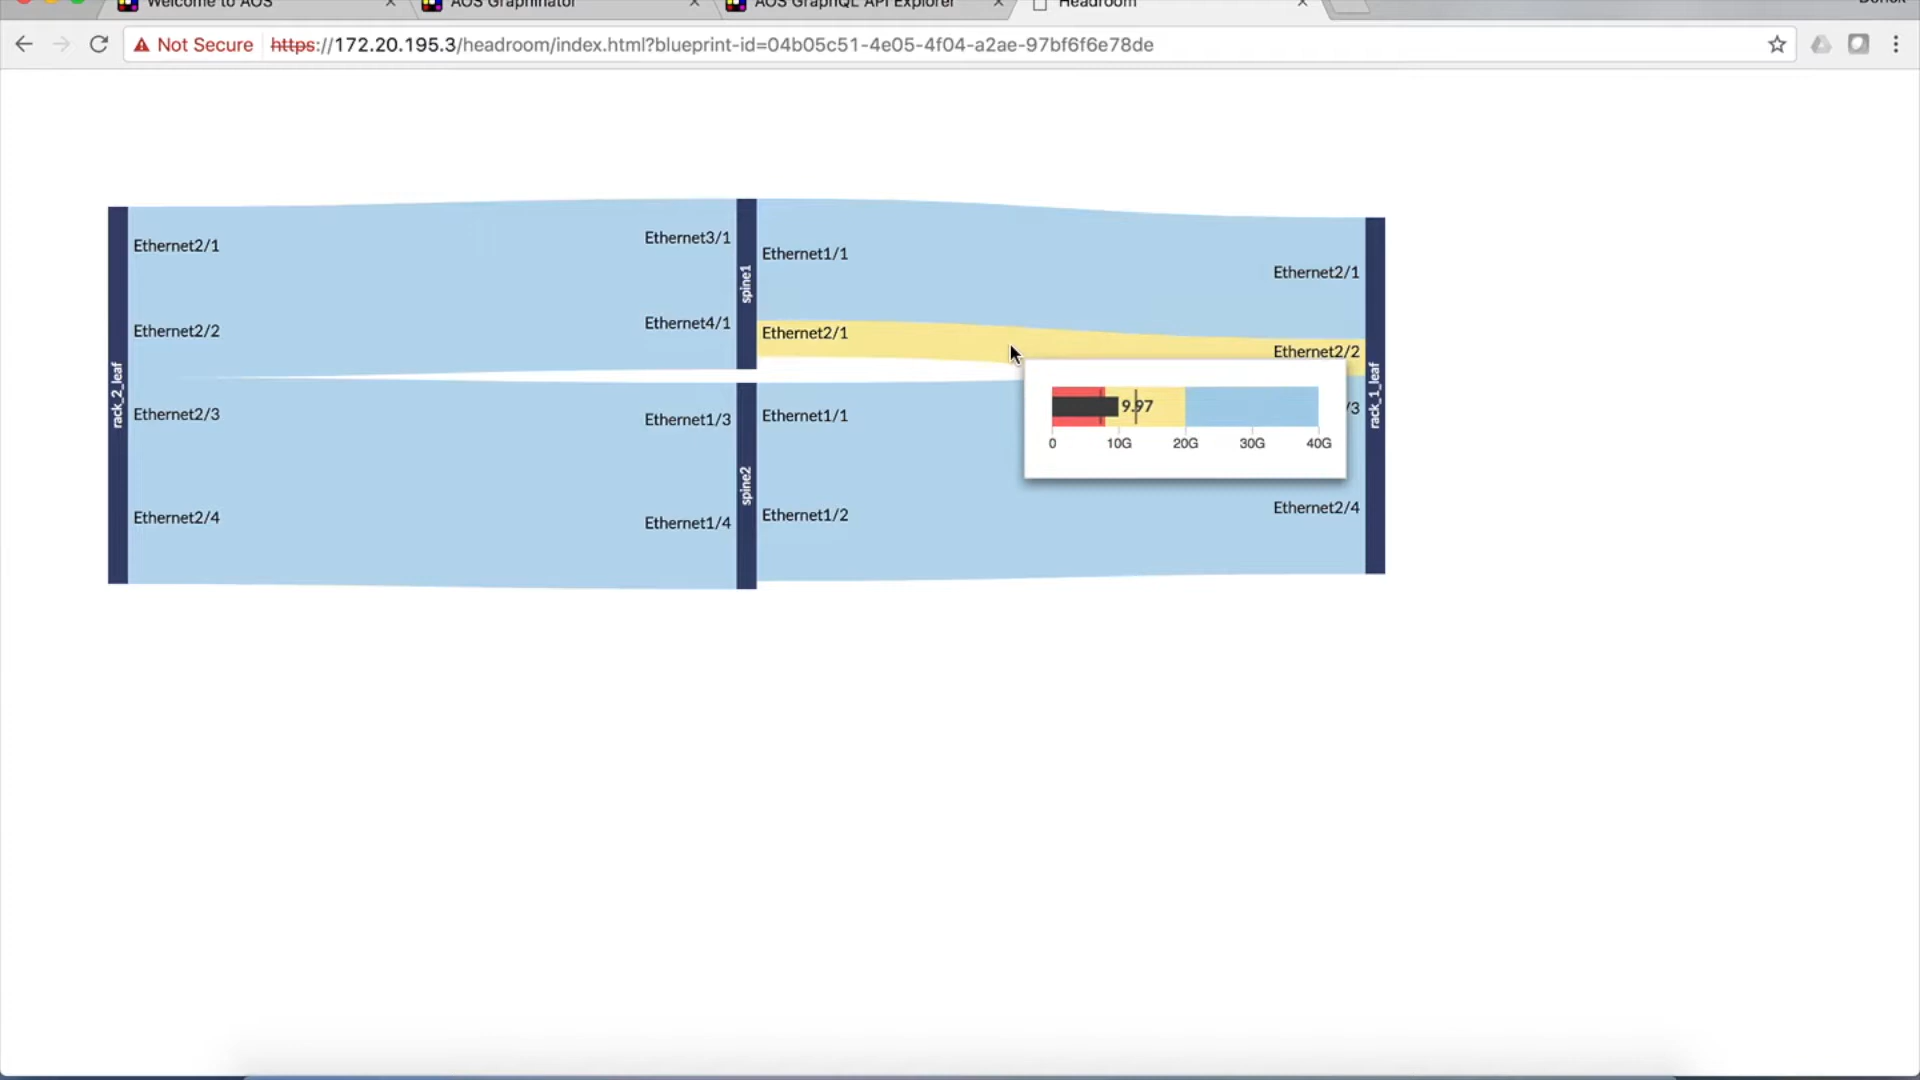 Welcome to AOS
AOS Graphinator
AOS GraphQL API Explorer
Headroom
Derick
Not Secure
https://172.20.195.3/headroom/index.html?blueprint-id=04b05c51-4e05-4f04-a2ae-97bf6f6e78de
Ethernet2/1
Ethernet2/2
Ethernet2/3
Ethernet2/4
rack_2_leaf
Ethernet3/1
Ethernet4/1
Ethernet1/3
Ethernet1/4
spine1
spine2
Ethernet1/1
Ethernet2/1
Ethernet1/1
Ethernet1/2
Ethernet2/1
Ethernet2/2
/3
Ethernet2/4
rack_1_leaf
9.97
0 10G 20G 30G 40G